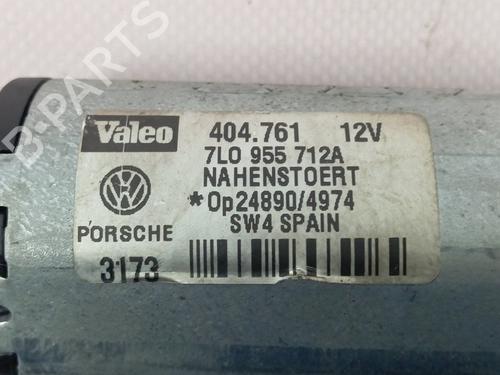 Valeo 404.761 12V
7L0 955 712A
NAHENSTOERT
*Op24890/4974
PORSCHE SW4 SPAIN
3173
B-PARTS